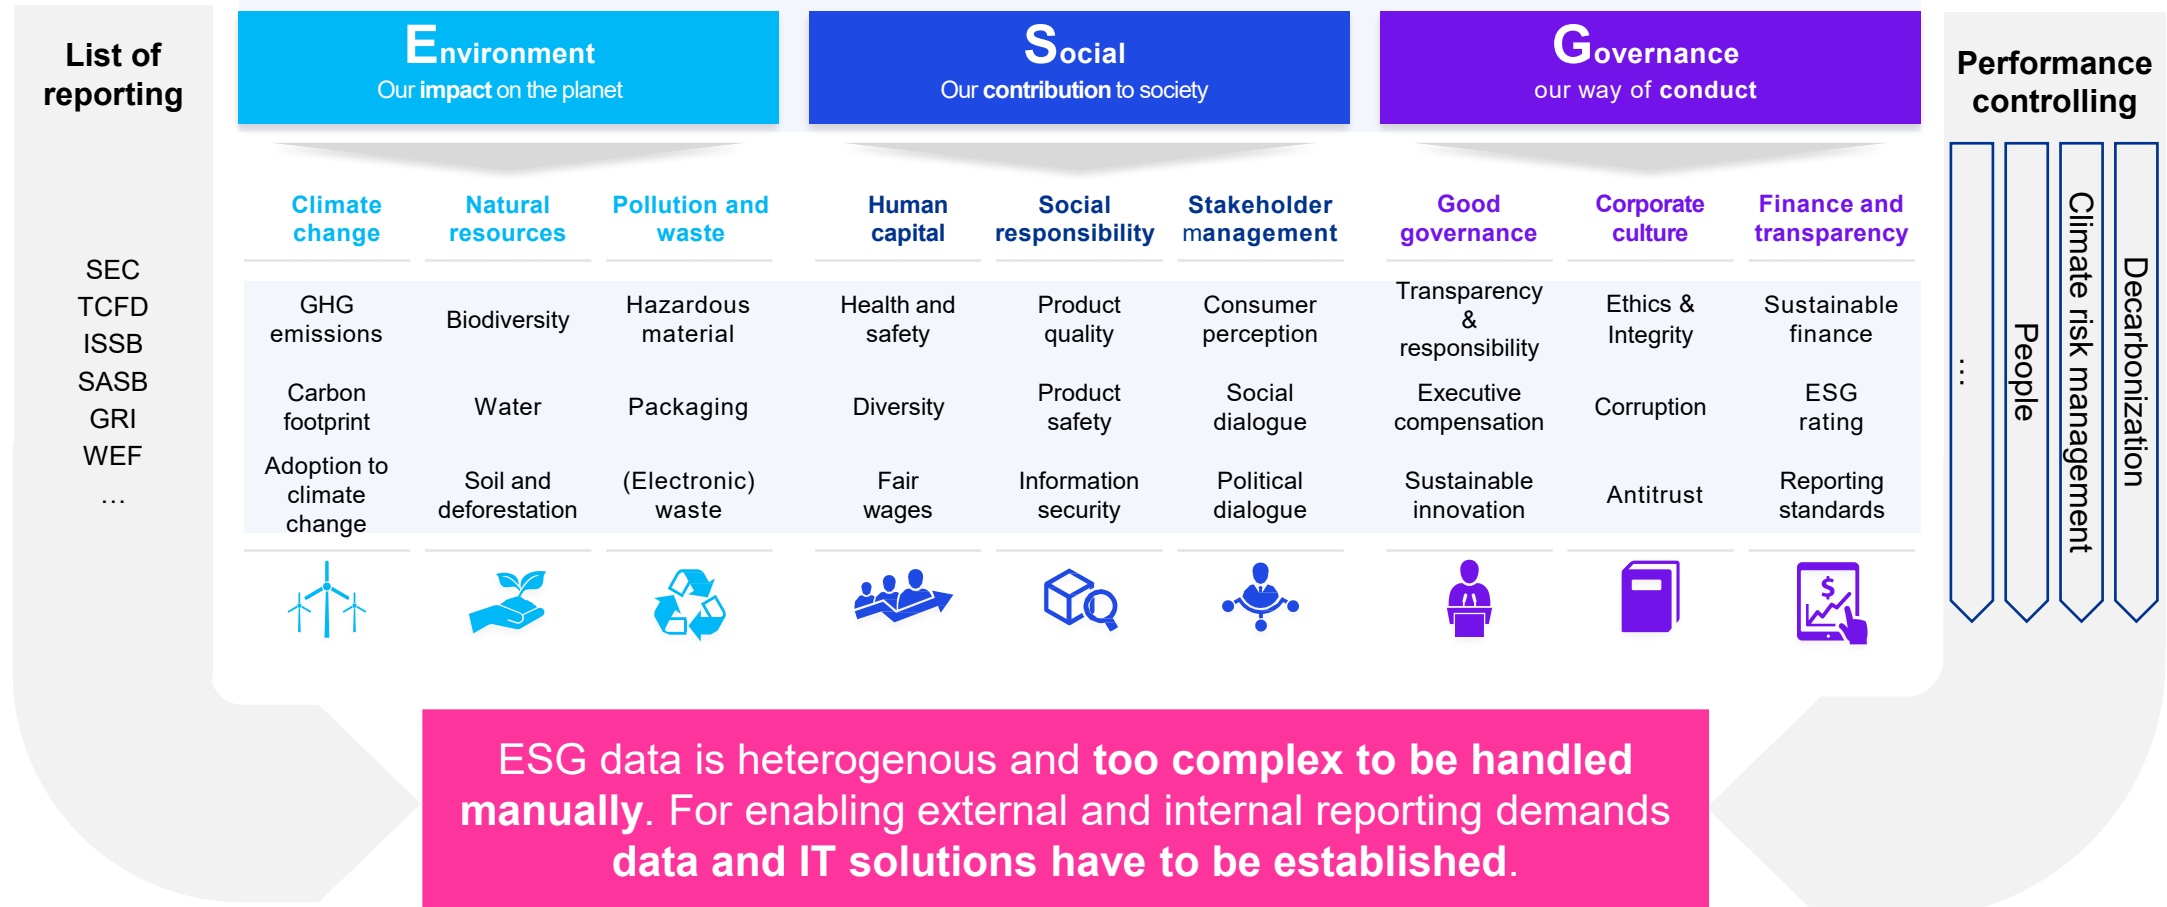 List of
reporting
SEC
TCFD
ISSB
SASB
GRI
WEF
…
Environment
Our impact on the planet
Climate
change
GHG
emissions
Carbon
footprint
Adoption to
climate
change
Natural
resources
Biodiversity
Water
Soil and
deforestation
Pollution and
waste
Hazardous
material
Packaging
(Electronic)
waste
Social
Our contribution to society
Human
capital
Health and
safety
Diversity
Fair
wages
Social
responsibility
Product
quality
Product
safety
Information
security
Stakeholder
management
Consumer
perception
Social
dialogue
Political
dialogue
Governance
our way of conduct
Good
governance
Transparency
&
responsibility
Executive
compensation
Sustainable
innovation
Corporate
culture
Ethics &
Integrity
Corruption
Antitrust
Finance and
transparency
Sustainable
finance
ESG
rating
Reporting
standards
$
Performance
controlling
…
People
Climate risk management
Decarbonization
ESG data is heterogenous and too complex to be handled
manually. For enabling external and internal reporting demands
data and IT solutions have to be established.